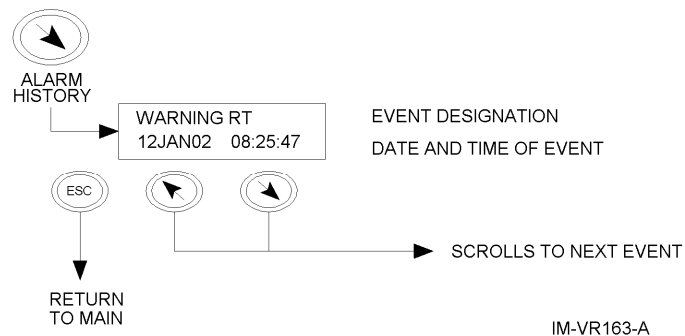 ALARM
HISTORY
WARNING RT
12JAN02 08:25:47
EVENT DESIGNATION
DATE AND TIME OF EVENT
ESC
SCROLLS TO NEXT EVENT
RETURN
TO MAIN
IM-VR163-A